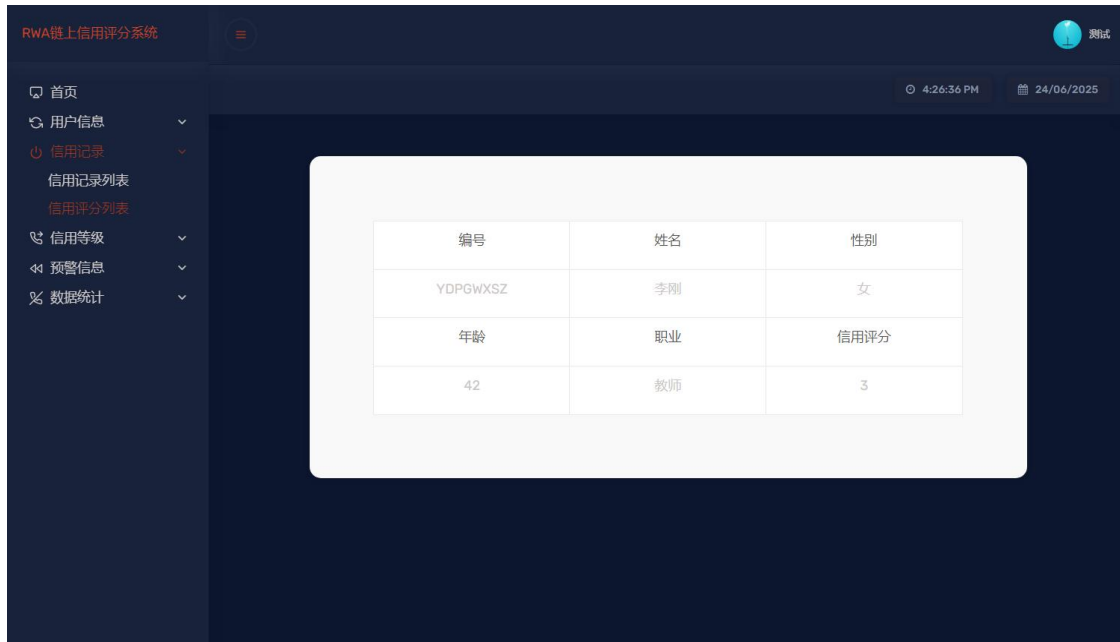 RWA链上信用评分系统
测试
4:26:36 PM
24/06/2025
首页
用户信息
信用记录
信用记录列表
信用评分列表
信用等级
预警信息
数据统计
编号 姓名 性别
YDPGWXSZ 李刚 女
年龄 职业 信用评分
42 教师 3